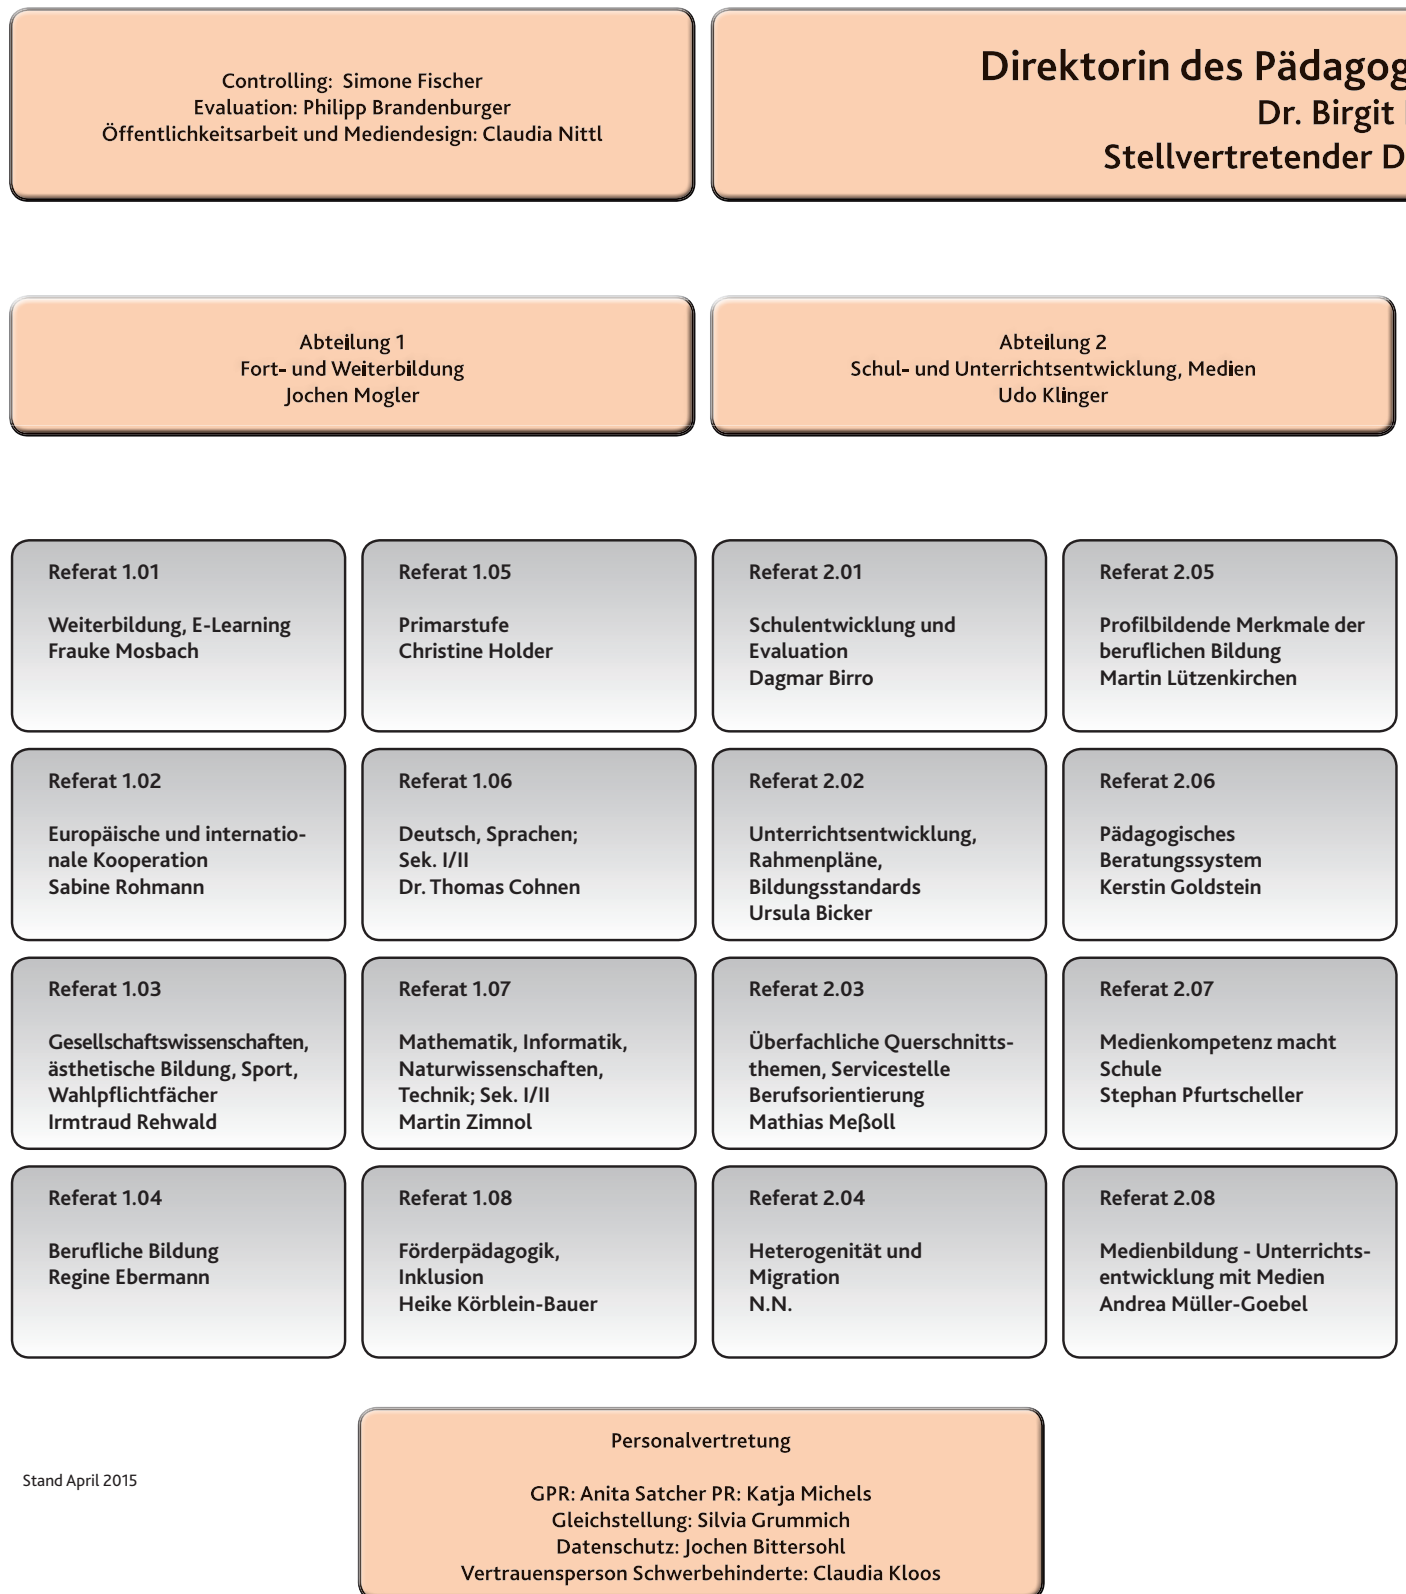 Controlling: Simone Fischer
Evaluation: Philipp Brandenburger
Öffentlichkeitsarbeit und Mediendesign: Claudia Nittl
Direktorin des
Dr. Birgit
Stellvertretender
Abteilung 1
Fort- und Weiterbildung
Jochen Mogler
Abteilung 2
Schul- und Unterrichtsentwicklung, Medien
Udo Klinger
Referat 1.01
Weiterbildung, E-Learning
Frauke Mosbach
Referat 1.05
Primarstufe
Christine Holder
Referat 2.01
Schulentwicklung und
Evaluation
Dagmar Birro
Referat 2.05
Profilbildende Merkmale der
beruflichen Bildung
Martin Lützenkirchen
Referat 1.02
Europäische und internatio-
nale Kooperation
Sabine Rohmann
Referat 1.06
Deutsch, Sprachen;
Sek. I/II
Dr. Thomas Cohnen
Referat 2.02
Unterrichtsentwicklung,
Rahmenpläne,
Bildungsstandards
Ursula Bicker
Referat 2.06
Pädagogisches
Beratungssystem
Kerstin Goldstein
Referat 1.03
Gesellschaftswissenschaften,
ästhetische Bildung, Sport,
Wahlpflichtfächer
Irmtraud Rehwald
Referat 1.07
Mathematik, Informatik,
Naturwissenschaften,
Technik; Sek. I/II
Martin Zimnol
Referat 2.03
Überfachliche Querschnitts-
themen, Servicestelle
Berufsorientierung
Mathias Meßoll
Referat 2.07
Medienkompetenz macht
Schule
Stephan Pfurtscheller
Referat 1.04
Berufliche Bildung
Regine Ebermann
Referat 1.08
Förderpädagogik,
Inklusion
Heike Körblein-Bauer
Referat 2.04
Heterogenität und
Migration
N.N.
Referat 2.08
Medienbildung - Unterrichts-
entwicklung mit Medien
Andrea Müller-Goebel
Stand April 2015
Personalvertretung
GPR: Anita Satcher PR: Katja Michels
Gleichstellung: Silvia Grummich
Datenschutz: Jochen Bittersohl
Vertrauensperson Schwerbehinderte: Claudia Kloos